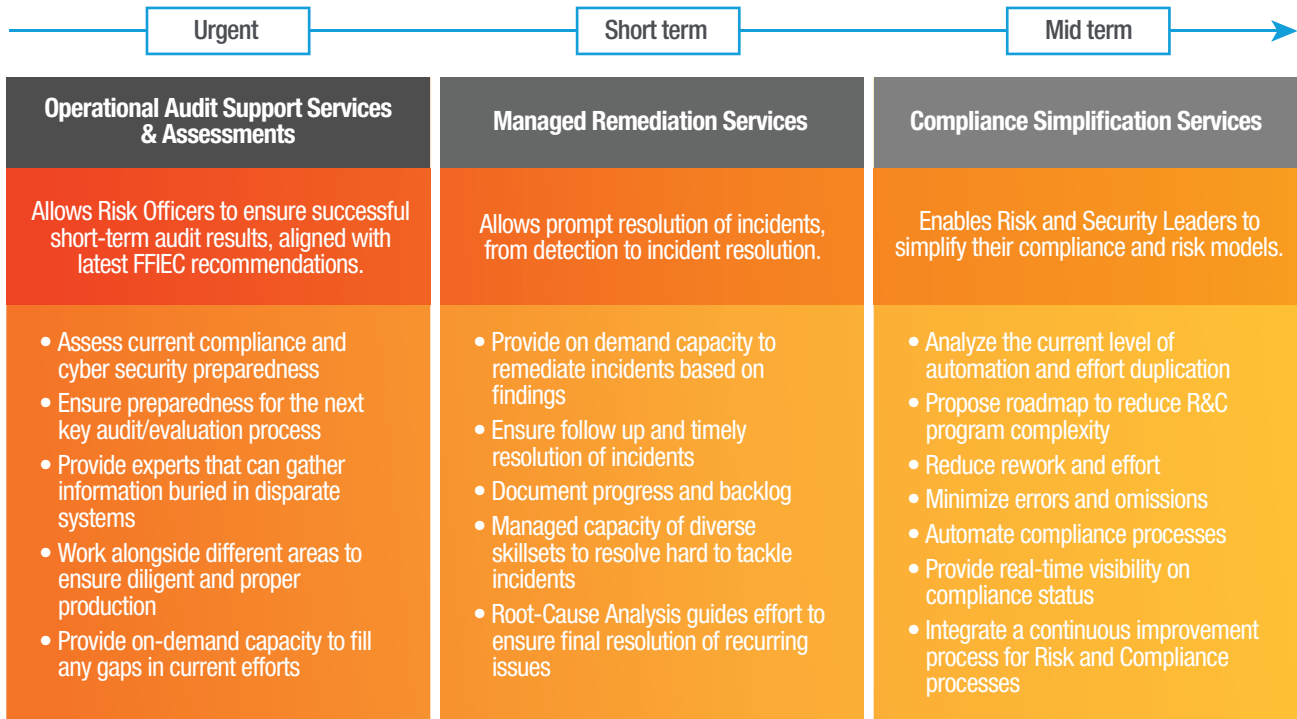 Urgent
Short term
Mid term
Operational Audit Support Services
& Assessments
Allows Risk Officers to ensure successful
short-term audit results, aligned with
latest FFIEC recommendations.
• Assess current compliance and
cyber security preparedness
• Ensure preparedness for the next
key audit/evaluation process
• Provide experts that can gather
information buried in disparate
systems
• Work alongside different areas to
ensure diligent and proper
production
• Provide on-demand capacity to fill
any gaps in current efforts
Managed Remediation Services
Allows prompt resolution of incidents,
from detection to incident resolution.
• Provide on demand capacity to
remediate incidents based on
findings
• Ensure follow up and timely
resolution of incidents
• Document progress and backlog
• Managed capacity of diverse
skillsets to resolve hard to tackle
incidents
• Root-Cause Analysis guides effort to
ensure final resolution of recurring
issues
Compliance Simplification Services
Enables Risk and Security Leaders to
simplify their compliance and risk models.
• Analyze the current level of
automation and effort duplication
• Propose roadmap to reduce R&C
program complexity
• Reduce rework and effort
• Minimize errors and omissions
• Automate compliance processes
• Provide real-time visibility on
compliance status
• Integrate a continuous improvement
process for Risk and Compliance
processes